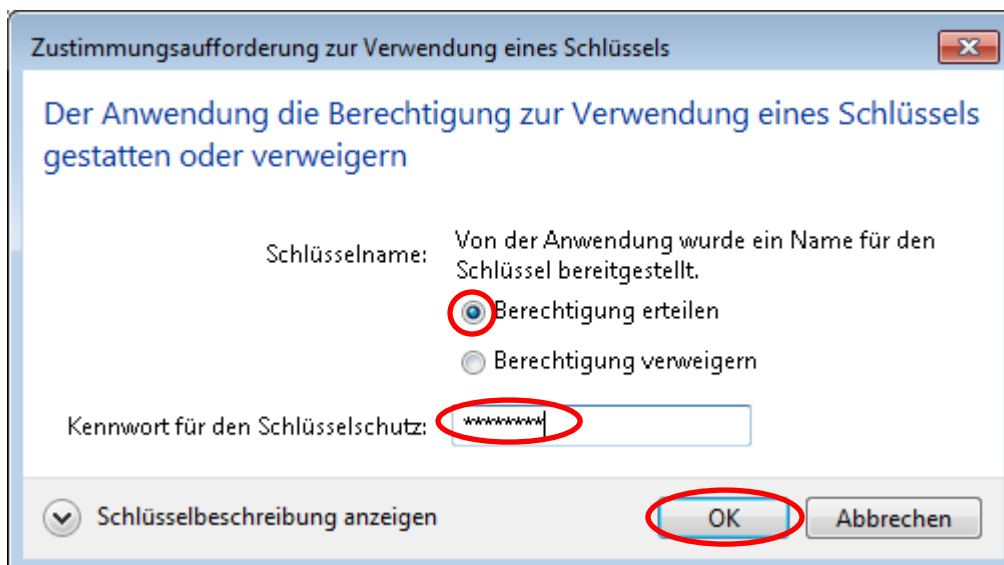 Zustimmungsaufforderung zur Verwendung eines Schlüssels
Der Anwendung die Berechtigung zur Verwendung eines Schlüssels
gestatten oder verweigern
Schlüsselname:
Von der Anwendung wurde ein Name für den
Schlüssel bereitgestellt.
Berechtigung erteilen
Berechtigung verweigern
Kennwort für den Schlüsselschutz:
********
Schlüsselbeschreibung anzeigen
OK
Abbrechen